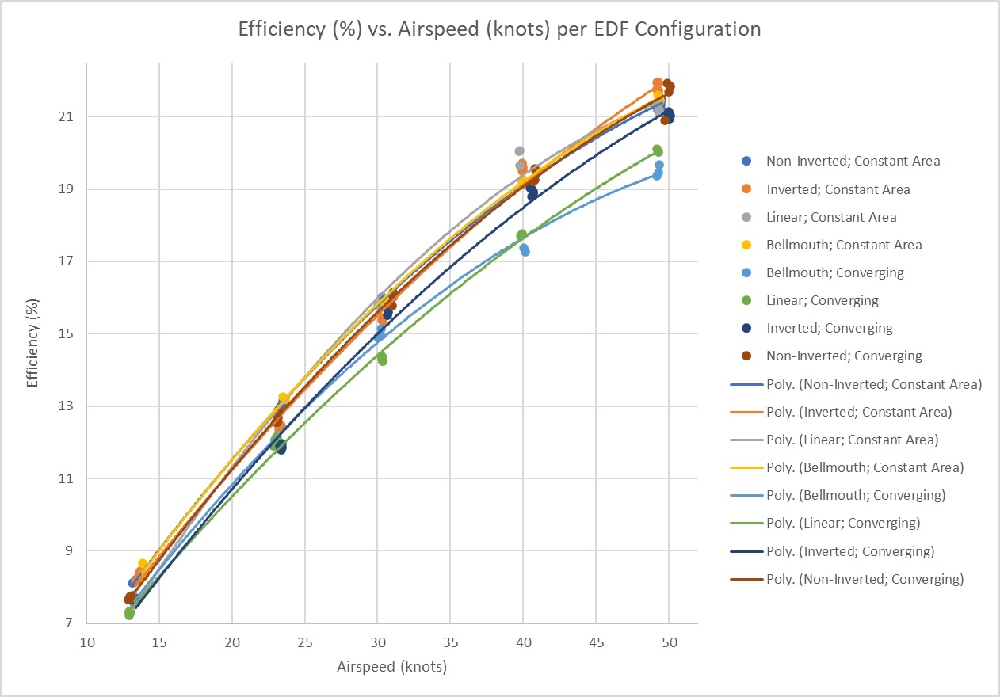 Efficiency (%) vs. Airspeed (knots) per EDF Configuration
21
19
17
15
13
11
9
7
Efficiency (%)
10 15 20 25 30 35 40 45 50
Airspeed (knots)
Non-Inverted; Constant Area
Inverted; Constant Area
Linear; Constant Area
Bellmouth; Constant Area
Bellmouth; Converging
Linear; Converging
Inverted; Converging
Non-Inverted; Converging
Poly. (Non-Inverted; Constant Area)
Poly. (Inverted; Constant Area)
Poly. (Linear; Constant Area)
Poly. (Bellmouth; Constant Area)
Poly. (Bellmouth; Converging)
Poly. (Linear; Converging)
Poly. (Inverted; Converging)
Poly. (Non-Inverted; Converging)